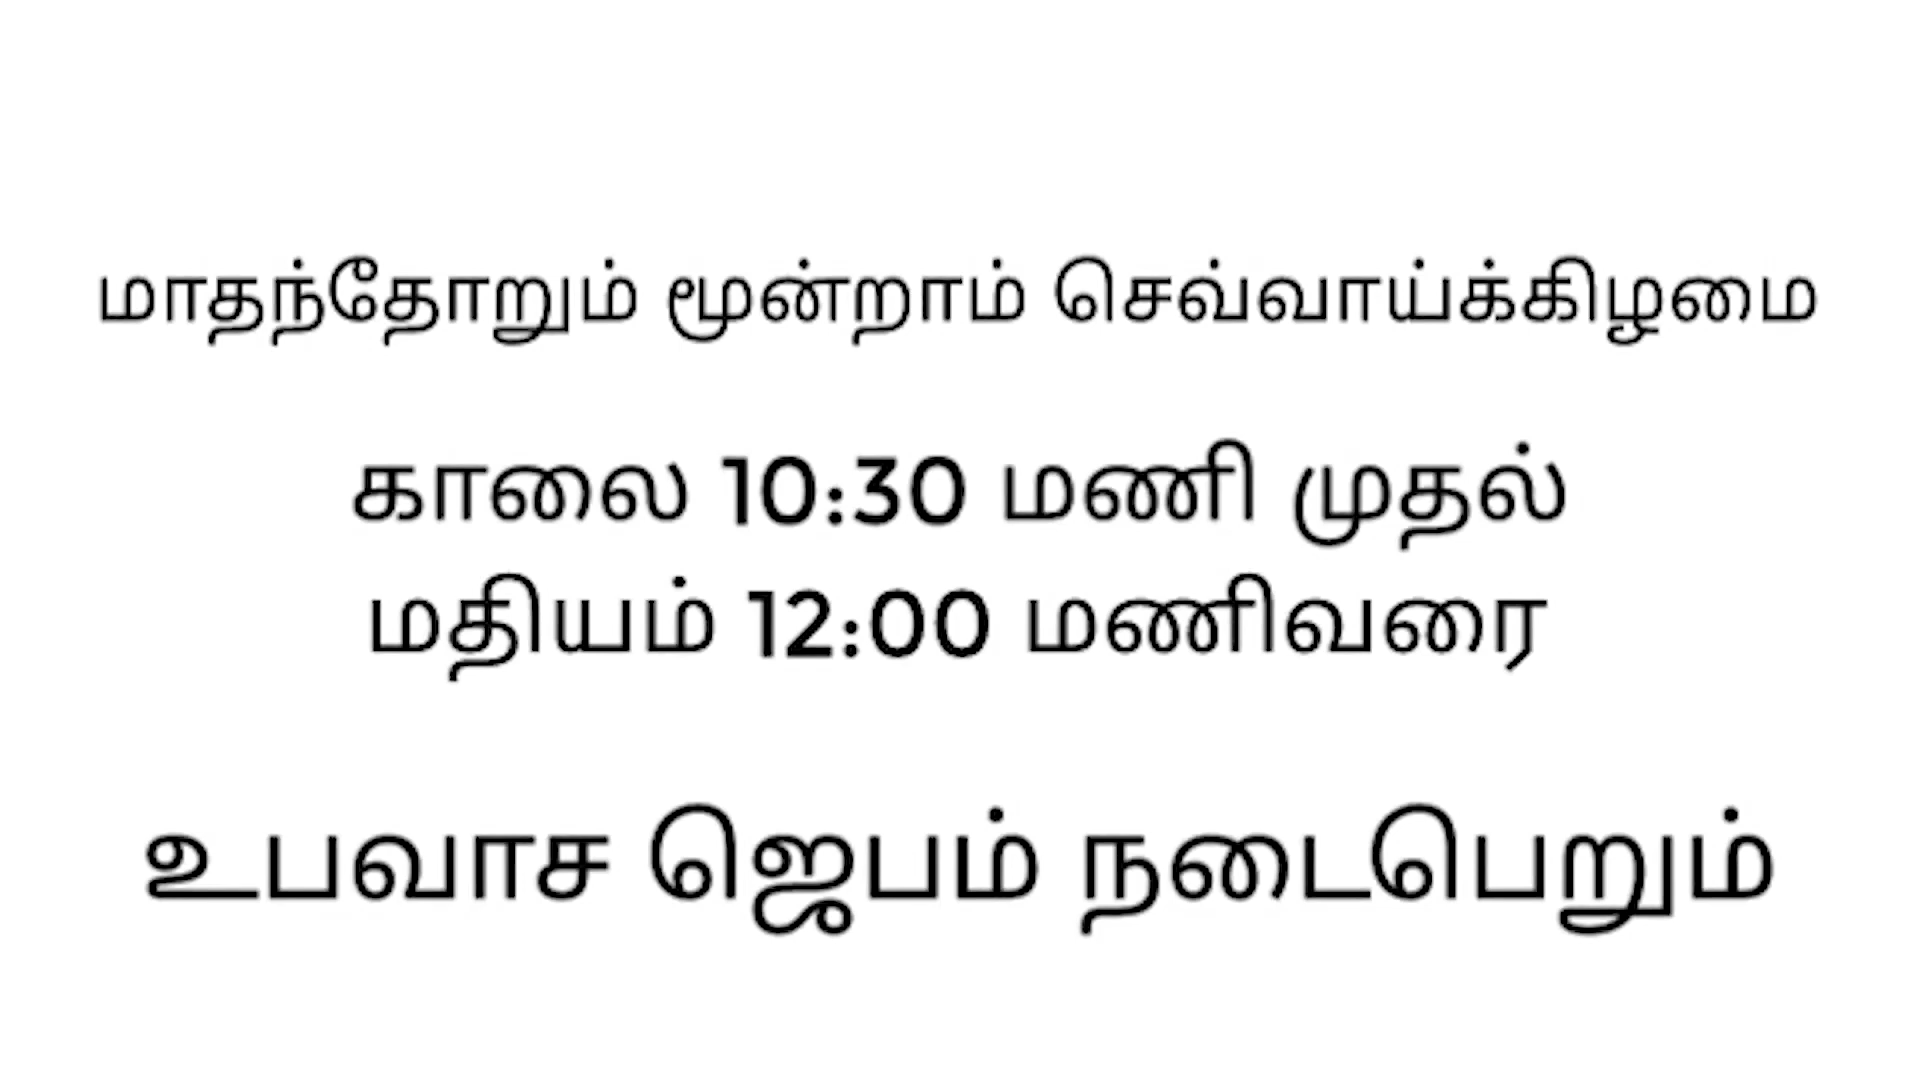 மாதந்தோறும் மூன்றாம் செவ்வாய்க்கிழமை
காலை 10:30 மணி முதல்
மதியம் 12:00 மணிவரை
உபவாச ஜெபம் நடைபெறும்